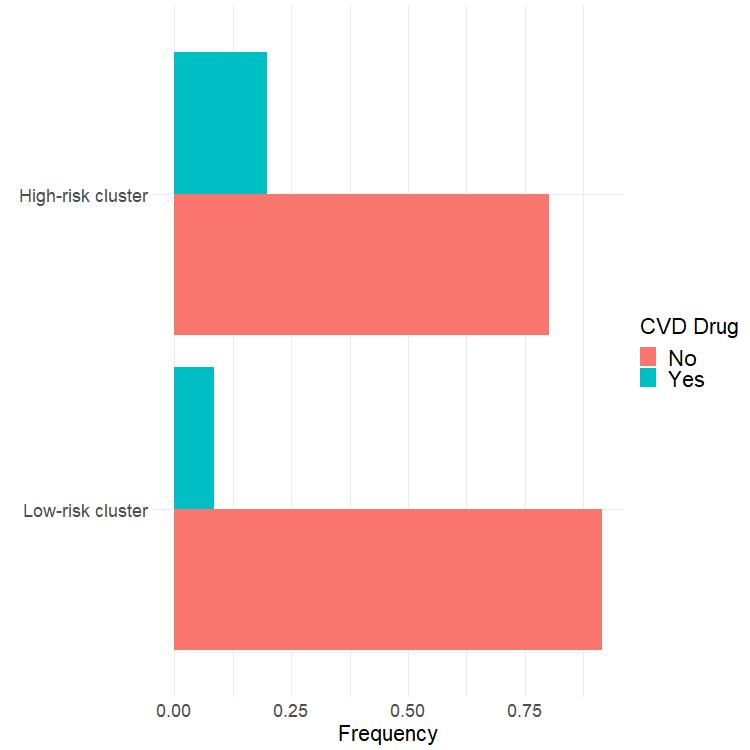 High-risk cluster
Low-risk cluster
0.00 0.25 0.50 0.75
Frequency
CVD Drug
No
Yes